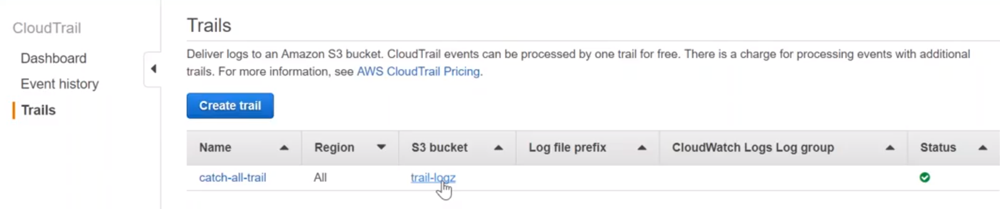 CloudTrail
Dashboard
Event history
Trails
Trails
Deliver logs to an Amazon S3 bucket. CloudTrail events can be processed by one trail for free. There is a charge for processing events with additional
trails. For more information, see AWS CloudTrail Pricing.
Create trail
Name Region S3 bucket Log file prefix CloudWatch Logs Log group Status
catch-all-trail All trail-logz